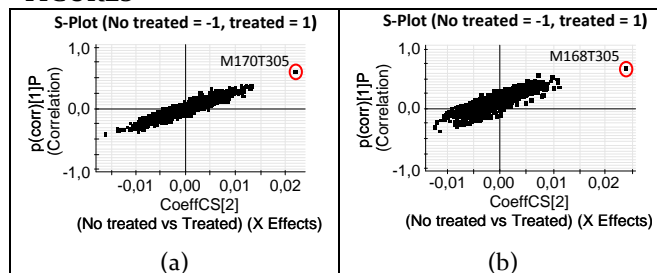 S-Plot (No treated = -1, treated = 1)
M170T305
1,0
0,0
-1,0
p(corr)[1]P
(Correlation)
-0,01 0,00 0,01 0,02
CoeffCS[2]
(No treated vs Treated) (X Effects)
(a)
S-Plot (No treated = -1, treated = 1)
M168T305
1,0
0,0
-1,0
p(corr)[1]P
(Correlation)
-0,01 0,00 0,01 0,02
CoeffCS[2]
(No treated vs Treated) (X Effects)
(b)